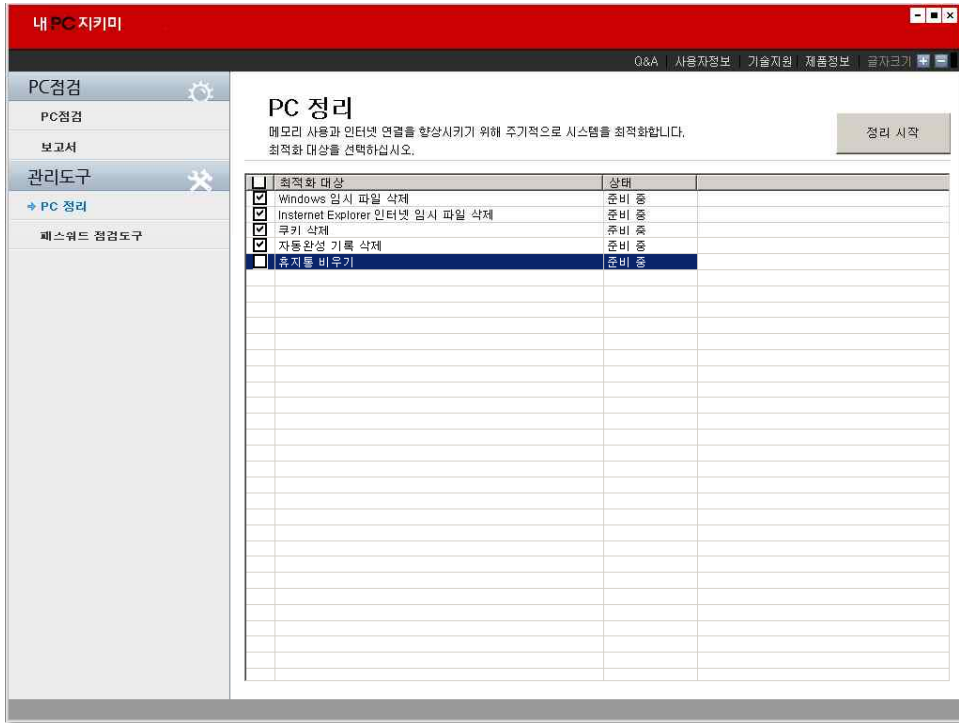 내PC지키미
Q&A 사용자정보 기술지원 제품정보 글자크기
PC점검
PC점검
보고서
관리도구
PC 정리
패스워드 점검도구
PC 정리
메모리 사용과 인터넷 연결을 향상시키기 위해 주기적으로 시스템을 최적화합니다.
최적화 대상을 선택하십시오.
정리 시작
최적화 대상 상태
Windows 임시 파일 삭제 준비 중
Insternet Explorer 인터넷 임시 파일 삭제 준비 중
쿠키 삭제 준비 중
자동완성 기록 삭제 준비 중
휴지통 비우기 준비 중